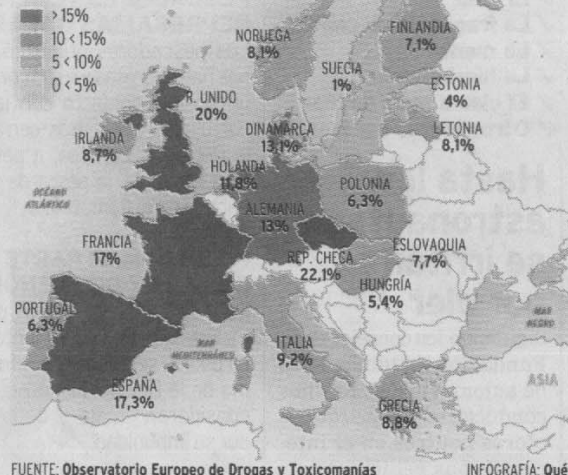 > 15%
10 < 15%
5 < 10%
0 < 5%
NORUEGA
8,1%
FINLANDIA
7,1%
SUECIA
1%
ESTONIA
4%
LETONIA
8,1%
R. UNIDO
20%
IRLANDA
8,7%
DINAMARCA
13,1%
HOLANDA
11,8%
POLONIA
6,3%
ALEMANIA
13%
OCÉANO
ATLÁNTICO
FRANCIA
17%
REP. CHECA
22,1%
ESLOVAQUIA
7,7%
HUNGRÍA
5,4%
PORTUGAL
6,3%
MAR
MEDITERRÁNEO
MAR
NEGRO
ITALIA
9,2%
ASIA
ESPAÑA
17,3%
GRECIA
8,8%
FUENTE: Observatorio Europeo de Drogas y Toxicomanías
INFOGRAFÍA: Qué